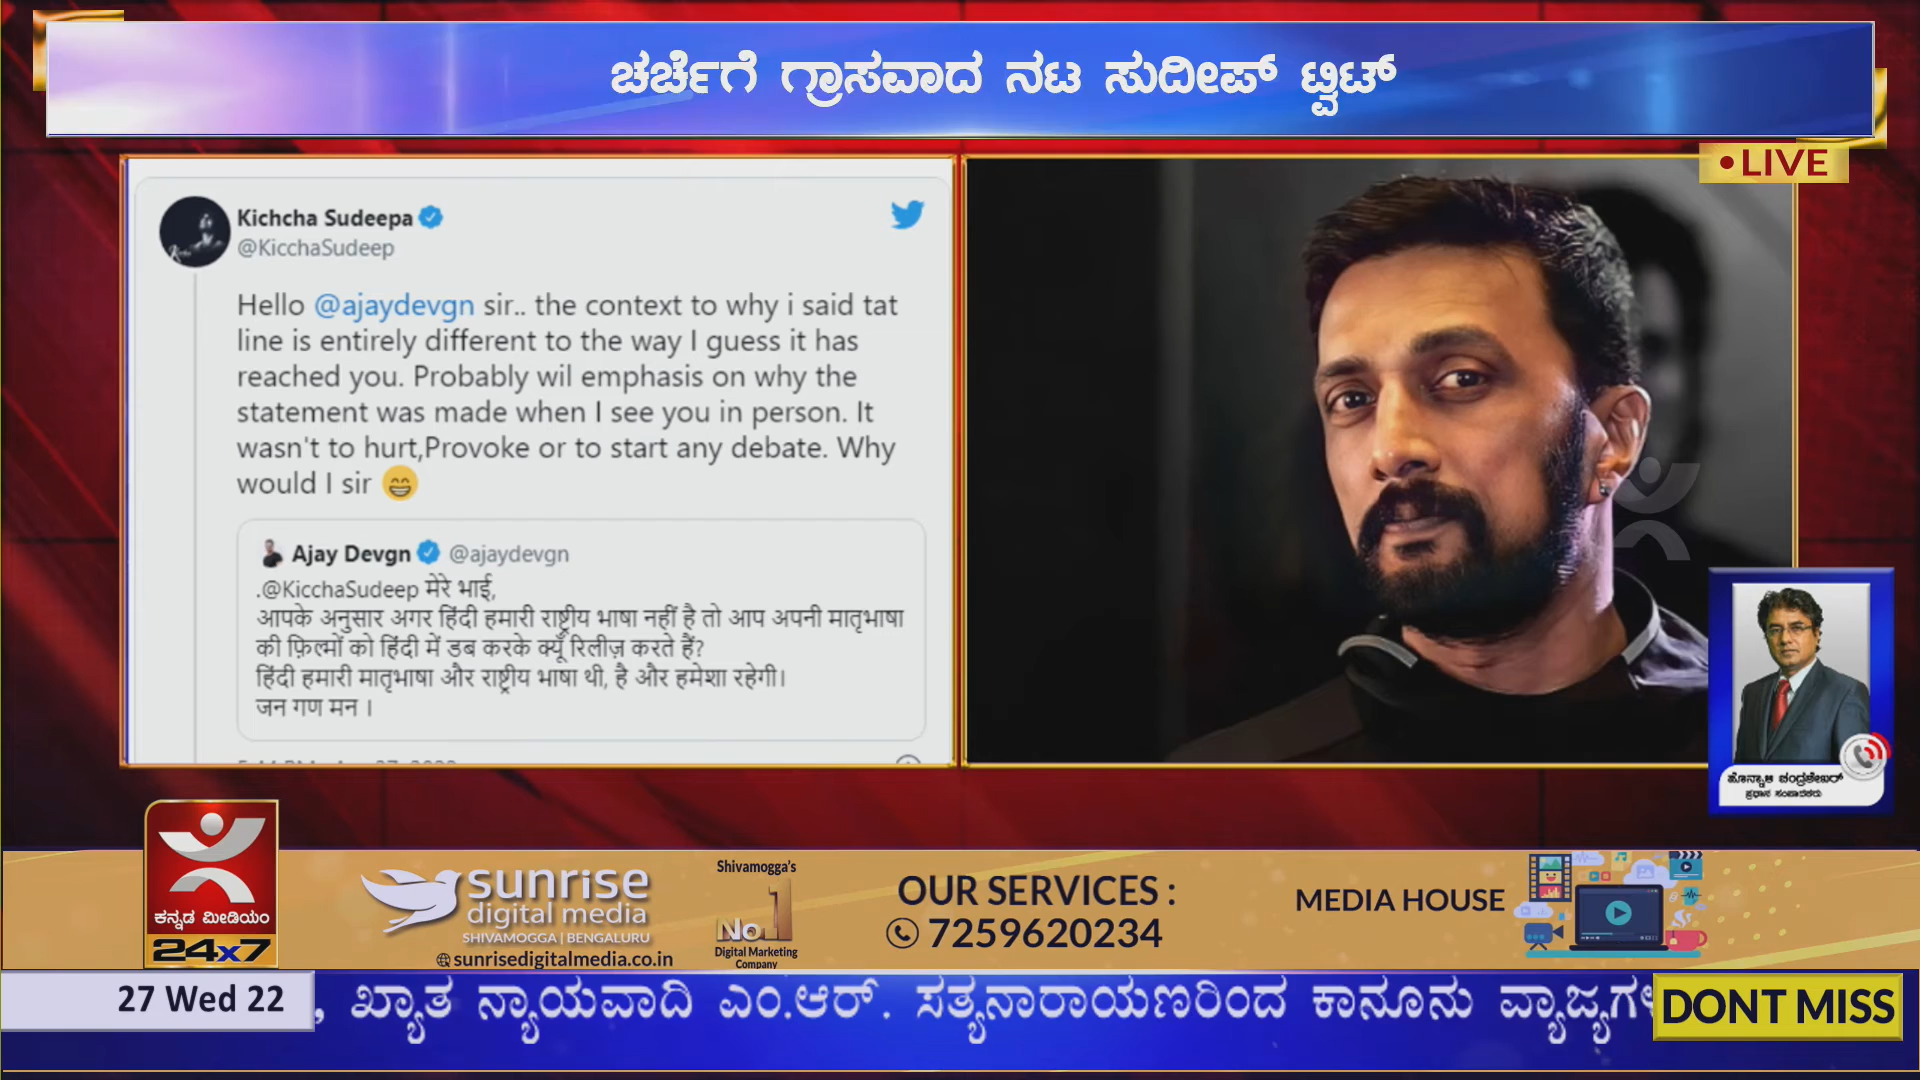 ಚರ್ಚೆಗೆ ಗ್ರಾಸವಾದ ನಟ ಸುದೀಪ್ ಟ್ವಿಟ್
• LIVE
Kichcha Sudeepa
@KicchaSudeep
Hello @ajaydevgn sir.. the context to why i said tat
line is entirely different to the way I guess it has
reached you. Probably wil emphasis on why the
statement was made when I see you in person. It
wasn't to hurt,Provoke or to start any debate. Why
would I sir 😄
Ajay Devgn @ajaydevgn
.@KicchaSudeep मेरे भाई,
आपके अनुसार अगर हिंदी हमारी राष्ट्रीय भाषा नहीं है तो आप अपनी मातृभाषा
की फ़िल्मों को हिंदी में डब करके क्यूँ रिलीज़ करते हैं?
हिंदी हमारी मातृभाषा और राष्ट्रीय भाषा थी, है और हमेशा रहेगी।
जन गण मन ।
ಹೊನ್ನಾಳಿ ಚಂದ್ರಶೇಖರ್
ಪ್ರಧಾನ ಸಂಪಾದಕರು
ಕನ್ನಡ ಮೀಡಿಯಂ
24x7
sunrise
digital media
SHIVAMOGGA | BENGALURU
sunrisedigitalmedia.co.in
Shivamogga's
No1
Digital Marketing
Company
OUR SERVICES :
7259620234
MEDIA HOUSE
27 Wed 22
, ಖ್ಯಾತ ನ್ಯಾಯವಾದಿ ಎಂ.ಆರ್. ಸತ್ಯನಾರಾಯಣರಿಂದ ಕಾನೂನು
DONT MISS